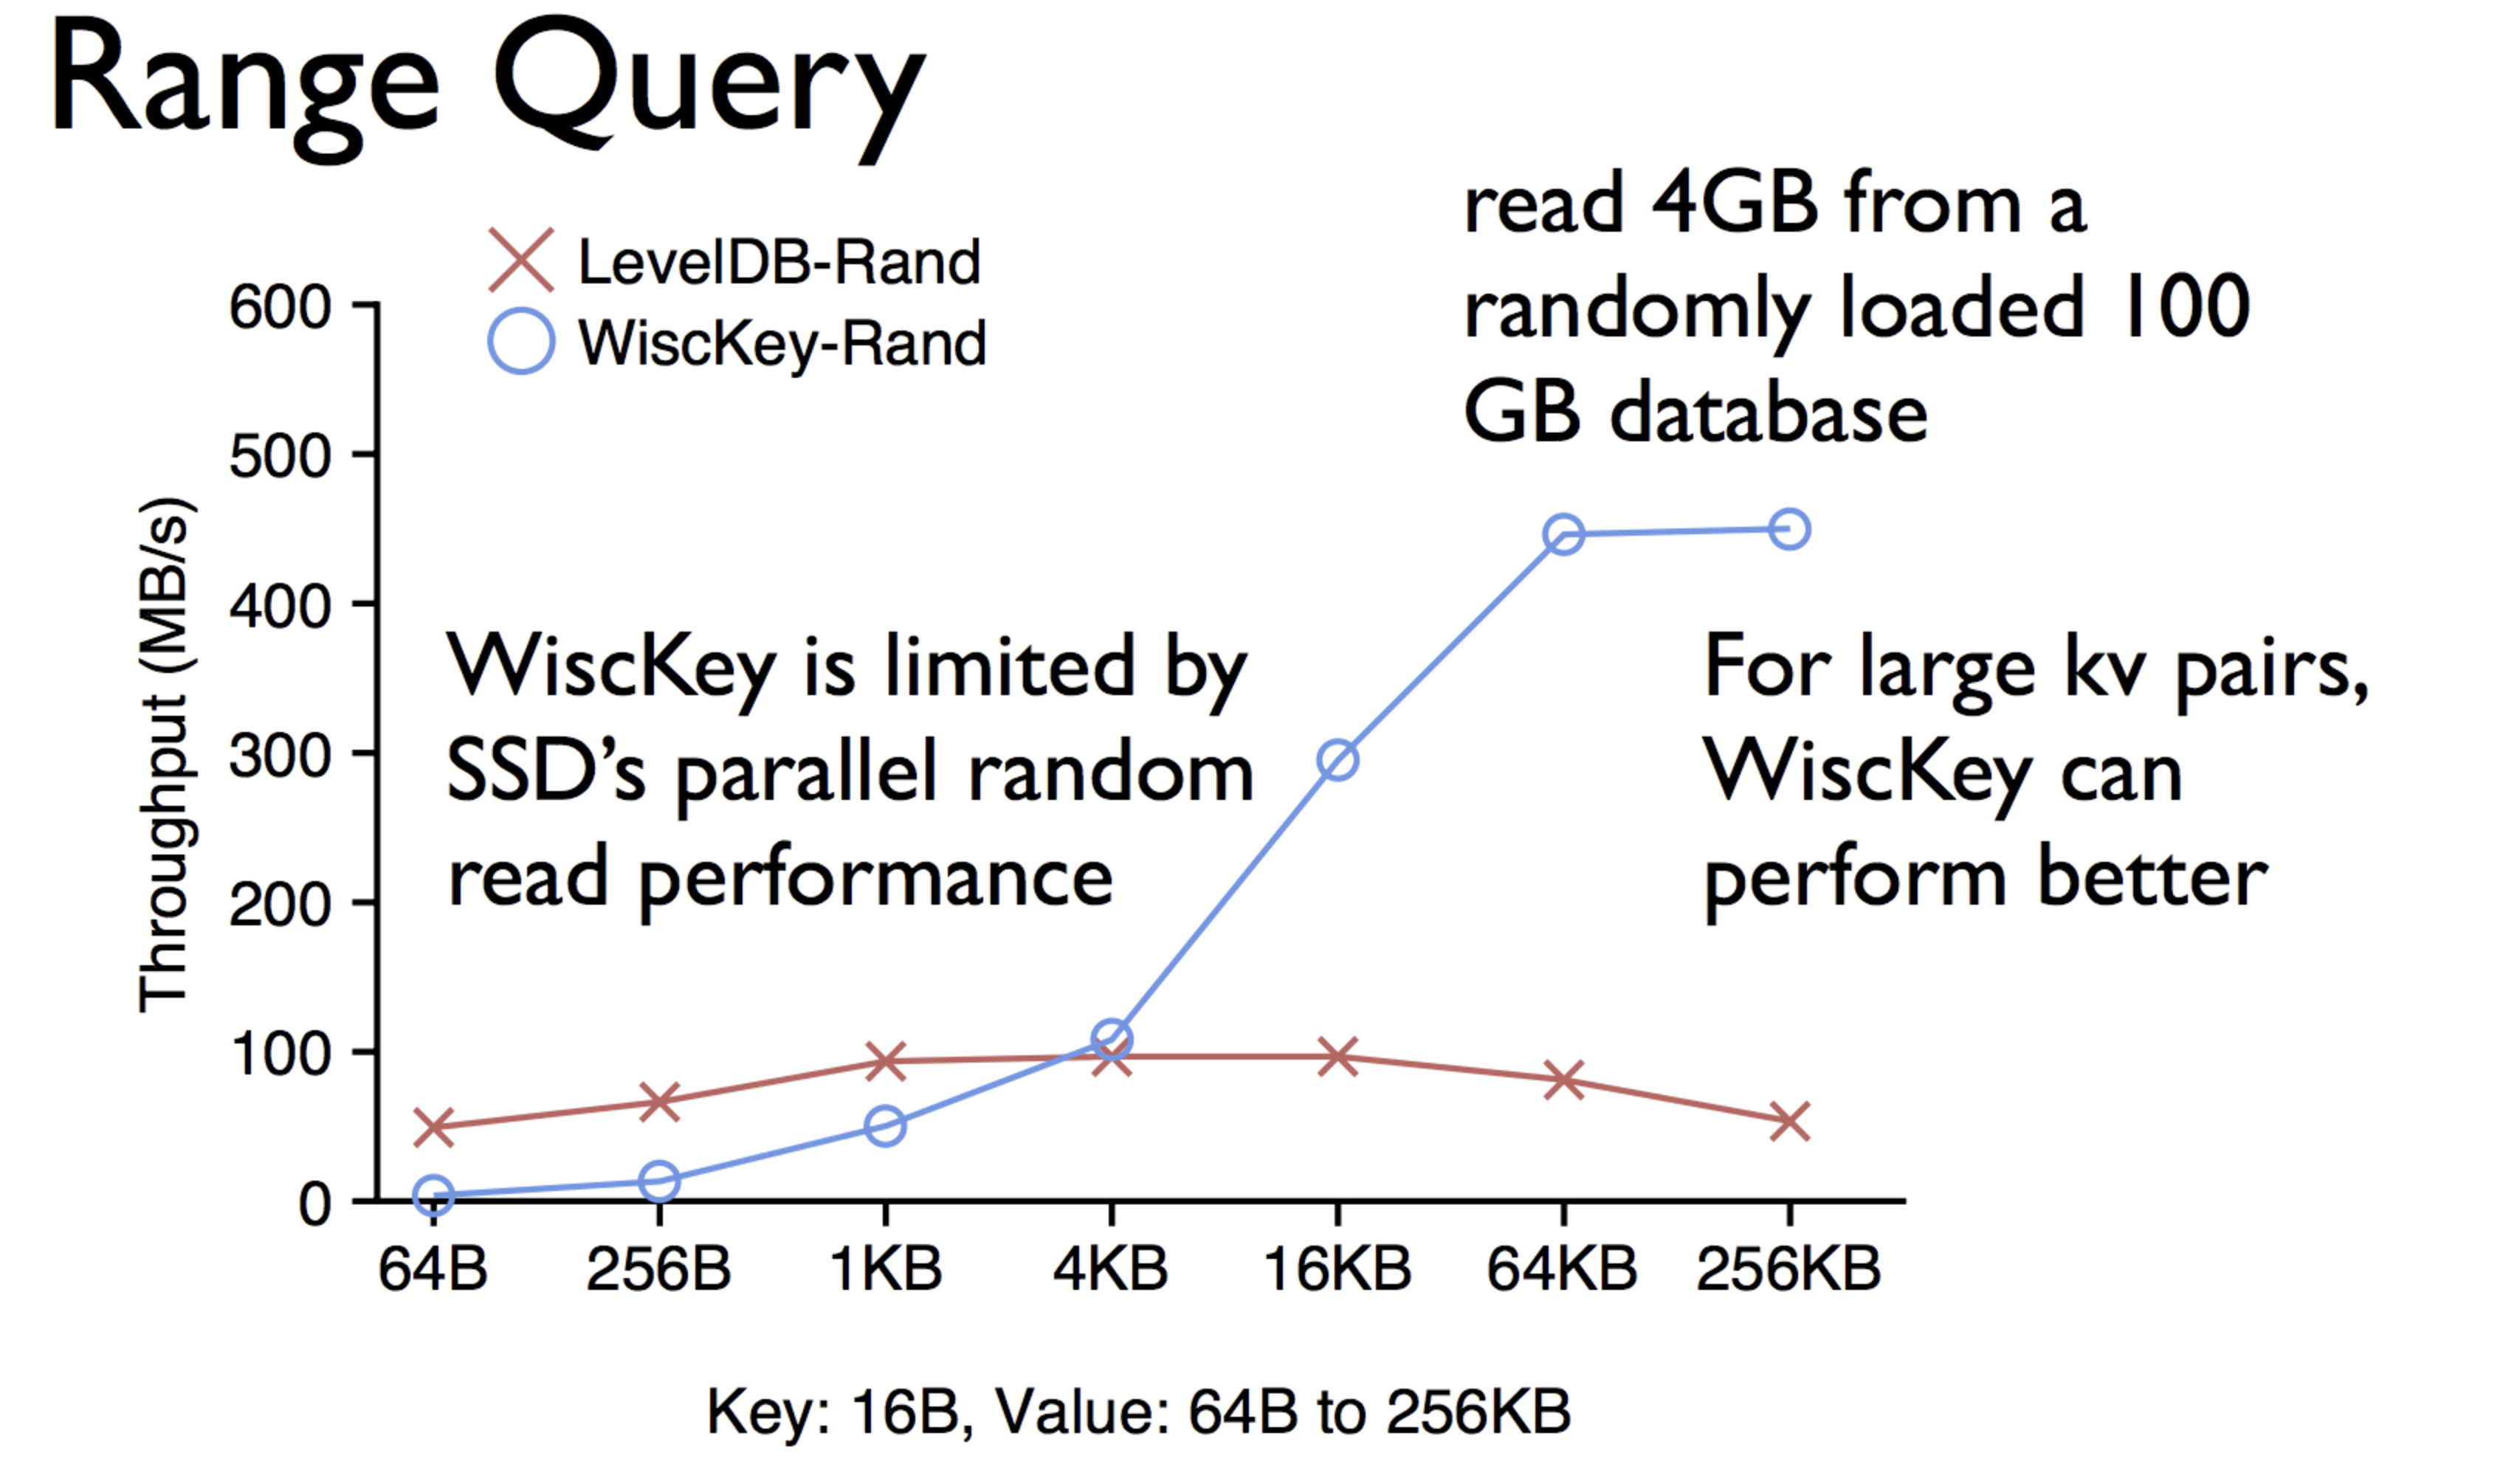 Range Query
read 4GB from a
randomly loaded 100
GB database
LevelDB-Rand
WiscKey-Rand
600
500
400
300
200
100
0
Throughput (MB/s)
WiscKey is limited by
SSD's parallel random
read performance
For large kv pairs,
WiscKey can
perform better
64B 256B 1KB 4KB 16KB 64KB 256KB
Key: 16B, Value: 64B to 256KB